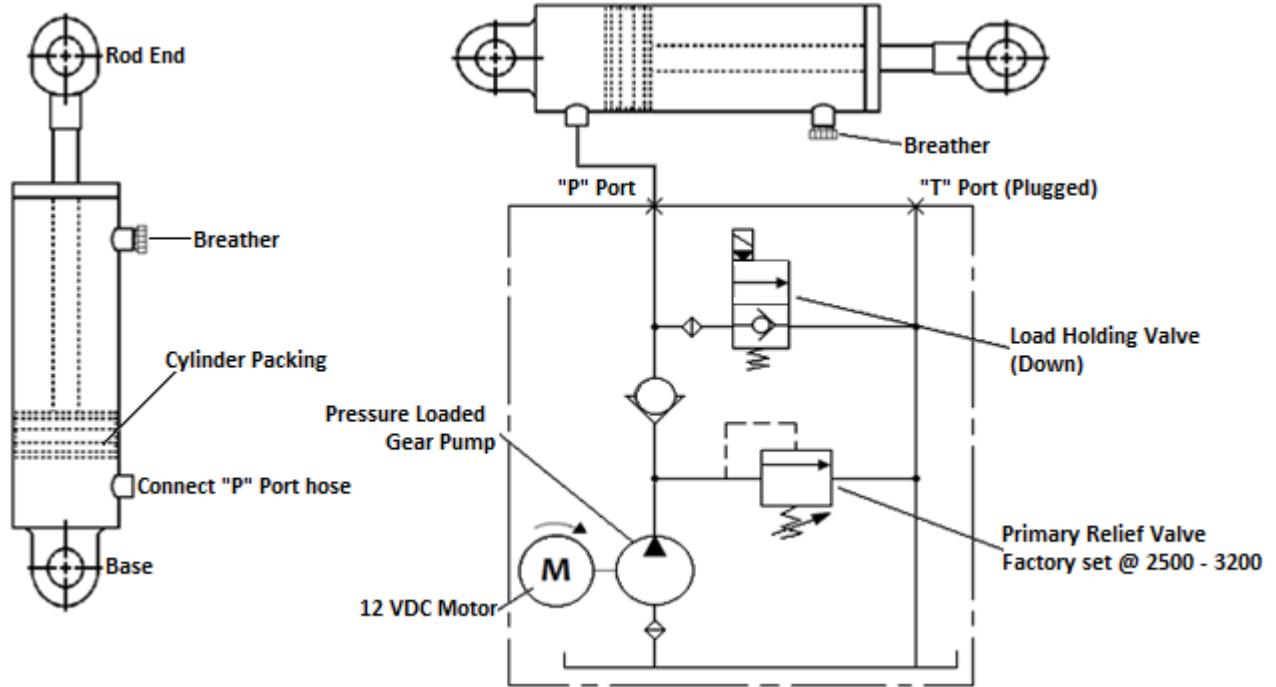 Rod End
Breather
Cylinder Packing
Connect "P" Port hose
Base
Breather
"P" Port
"T" Port (Plugged)
Load Holding Valve
(Down)
Pressure Loaded
Gear Pump
Primary Relief Valve
Factory set @ 2500 - 3200
M
12 VDC Motor